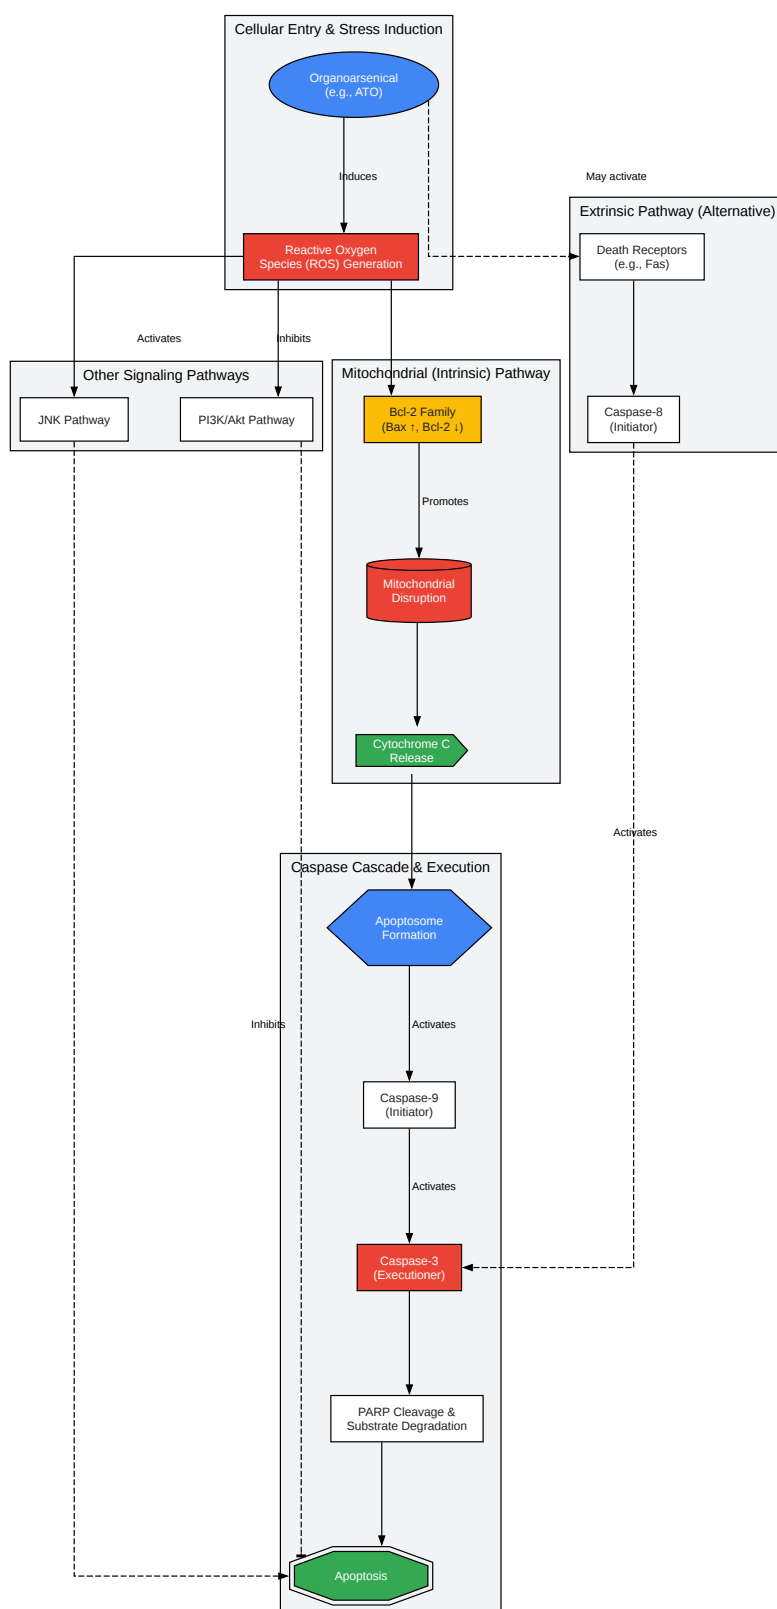 Cellular Entry & Stress Induction
Organoarsenical
(e.g., ATO)
Induces
May activate
Extrinsic Pathway (Alternative)
Reactive Oxygen
Species (ROS) Generation
Death Receptors
(e.g., Fas)
Activates
Inhibits
Other Signaling Pathways
Mitochondrial (Intrinsic) Pathway
JNK Pathway
PI3K/Akt Pathway
Bcl-2 Family
(Bax ↑, Bcl-2 ↓)
Caspase-8
(Initiator)
Promotes
Mitochondrial
Disruption
Cytochrome C
Release
Activates
Caspase Cascade & Execution
Apoptosome
Formation
Inhibits
Activates
Caspase-9
(Initiator)
Activates
Caspase-3
(Executioner)
PARP Cleavage &
Substrate Degradation
Apoptosis